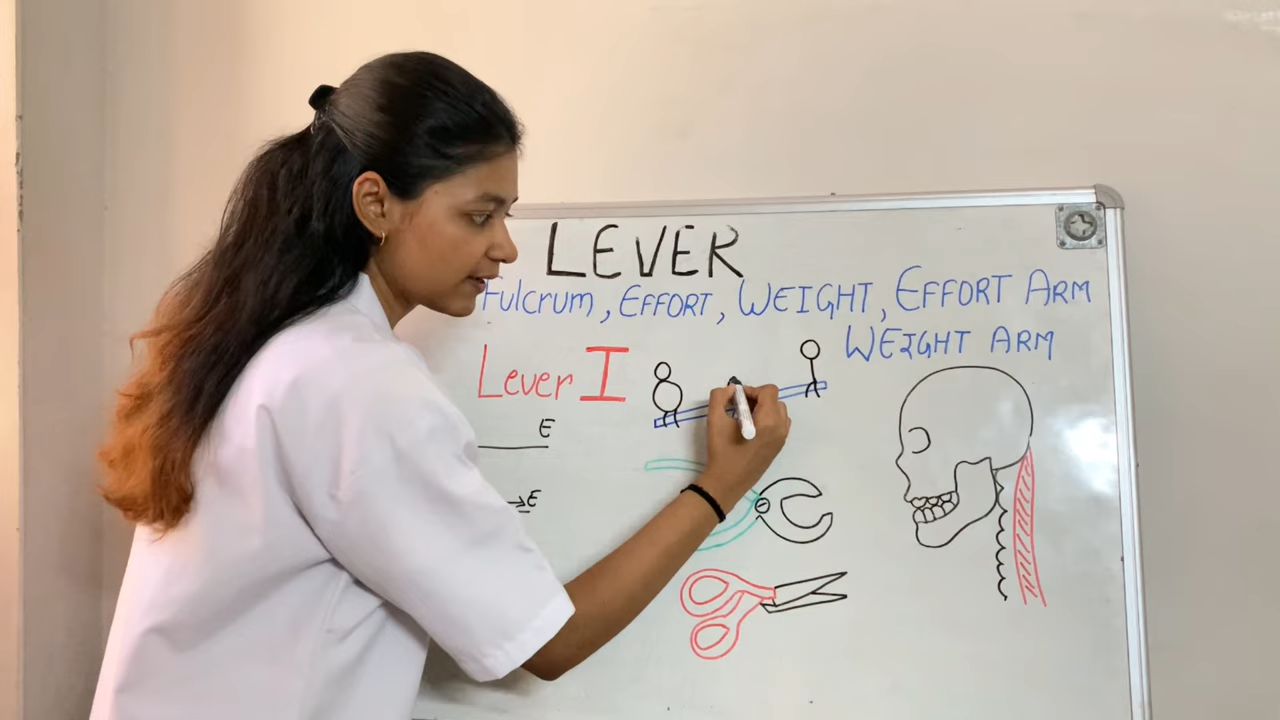 LEVER
Fulcrum, EFFORT, WEIGHT, EFFORT ARM
WEIGHT ARM
Lever I
E
→E